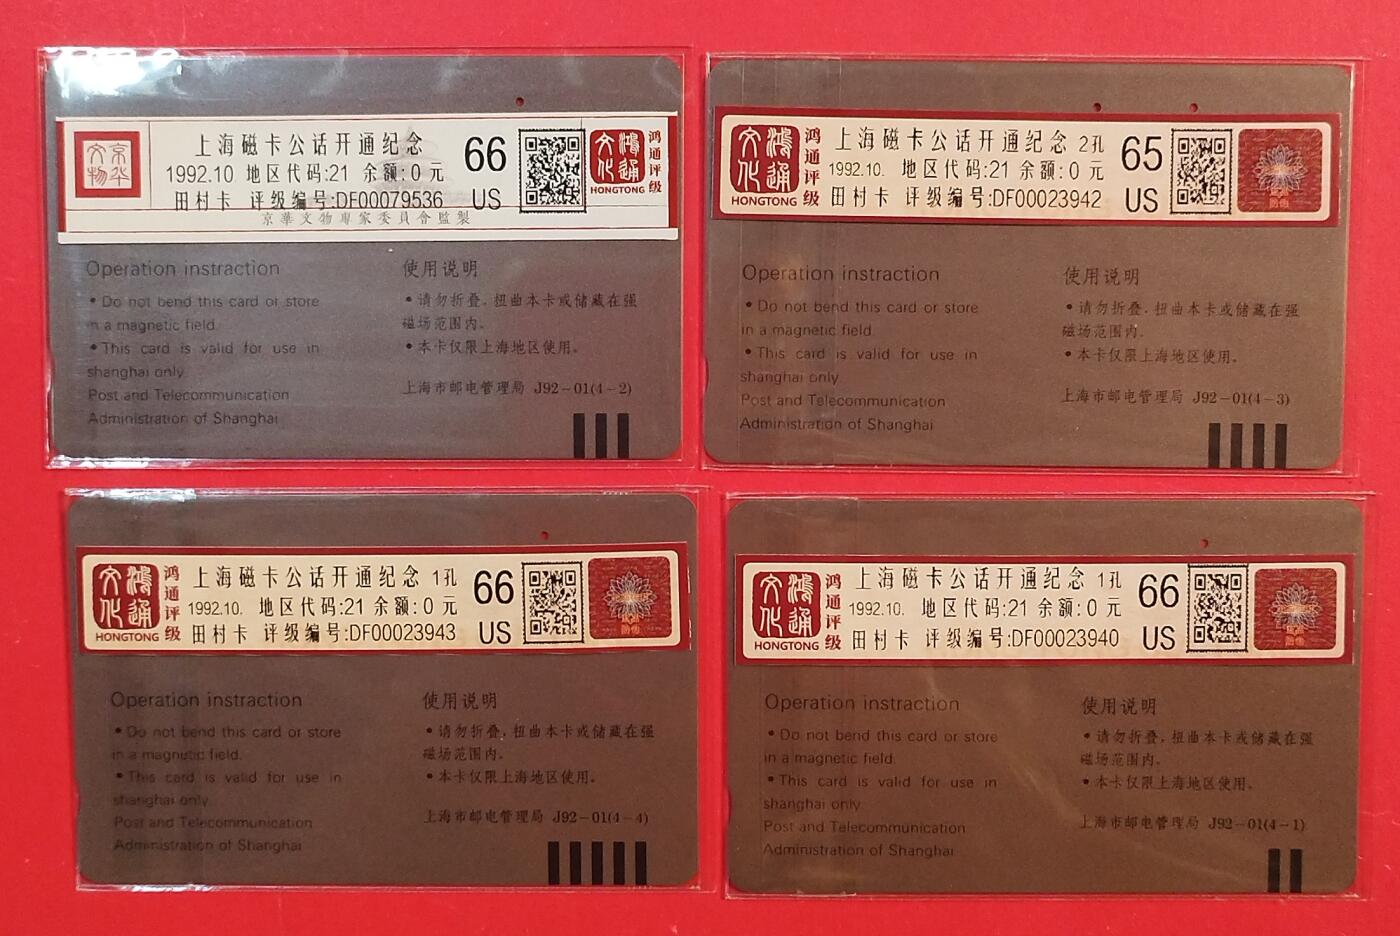 京华文物
上海磁卡公话开通纪念
1992.10 地区代码:21 余额:0 元
田村卡 评级编号:DF00079536
66
US
鸿通文化
HONGTONG
鸿通评级
京華文物專家委員會監製
Operation instraction
• Do not bend this card or store
in a magnetic field.
• This card is valid for use in
shanghai only
Post and Telecommunication
Administration of Shanghai
使用说明
• 请勿折叠,扭曲本卡或储藏在强
磁场范围内。
• 本卡仅限上海地区使用。
上海市邮电管理局 J92-01(4-2)
鸿通文化
HONGTONG
鸿通评级
上海磁卡公话开通纪念 2孔
1992.10. 地区代码:21 余额:0 元
田村卡 评级编号:DF00023942
65
US
Operation instraction
• Do not bend this card or store
in a magnetic field.
• This card is valid for use in
shanghai only
Post and Telecommunication
Administration of Shanghai
使用说明
• 请勿折叠,扭曲本卡或储藏在强
磁场范围内。
• 本卡仅限上海地区使用。
上海市邮电管理局 J92-01(4-3)
鸿通文化
HONGTONG
鸿通评级
上海磁卡公话开通纪念 1孔
1992.10. 地区代码:21 余额:0 元
田村卡 评级编号:DF00023943
66
US
Operation instraction
• Do not bend this card or store
in a magnetic field.
• This card is valid for use in
shanghai only
Post and Telecommunication
Administration of Shanghai
使用说明
• 请勿折叠,扭曲本卡或储藏在强
磁场范围内。
• 本卡仅限上海地区使用。
上海市邮电管理局 J92-01(4-4)
鸿通文化
HONGTONG
鸿通评级
上海磁卡公话开通纪念 1孔
1992.10. 地区代码:21 余额:0 元
田村卡 评级编号:DF00023940
66
US
Operation instraction
• Do not bend this card or store
in a magnetic field.
• This card is valid for use in
shanghai only
Post and Telecommunication
Administration of Shanghai
使用说明
• 请勿折叠,扭曲本卡或储藏在强
磁场范围内。
• 本卡仅限上海地区使用。
上海市邮电管理局 J92-01(4-1)